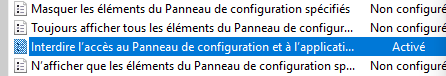 Masquer les éléments du Panneau de configuration spécifiés Non configuré
Toujours afficher tous les éléments du Panneau de configur... Non configuré
Interdire l'accès au Panneau de configuration et à l'applicati... Activé
N'afficher que les éléments du Panneau de configuration sp... Non configuré